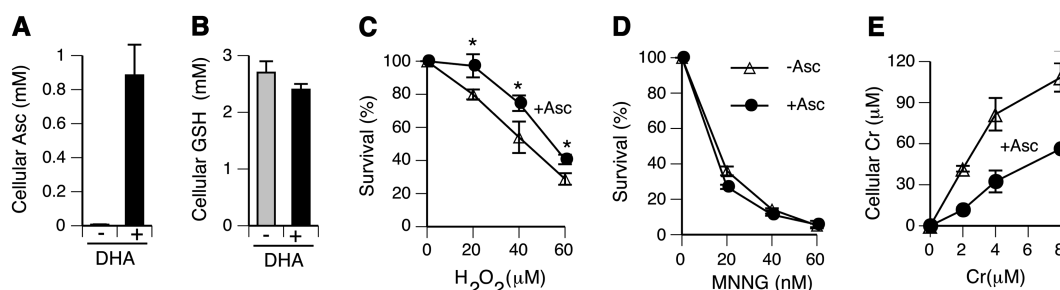 A
Cellular Asc (mM)
1
0.8
0.6
0.4
0.2
0
- +
DHA
B
Cellular GSH (mM)
3
2
1
0
- +
DHA
C
Survival (%)
100
80
60
40
20
0
* * *
+Asc
0 20 40 60
H2O2(μM)
D
Survival (%)
100
80
60
40
20
0
-Asc
+Asc
0 20 40 60
MNNG (nM)
E
Cellular Cr (μM)
120
90
60
30
0
+Asc
0 2 4 8
Cr(μM)